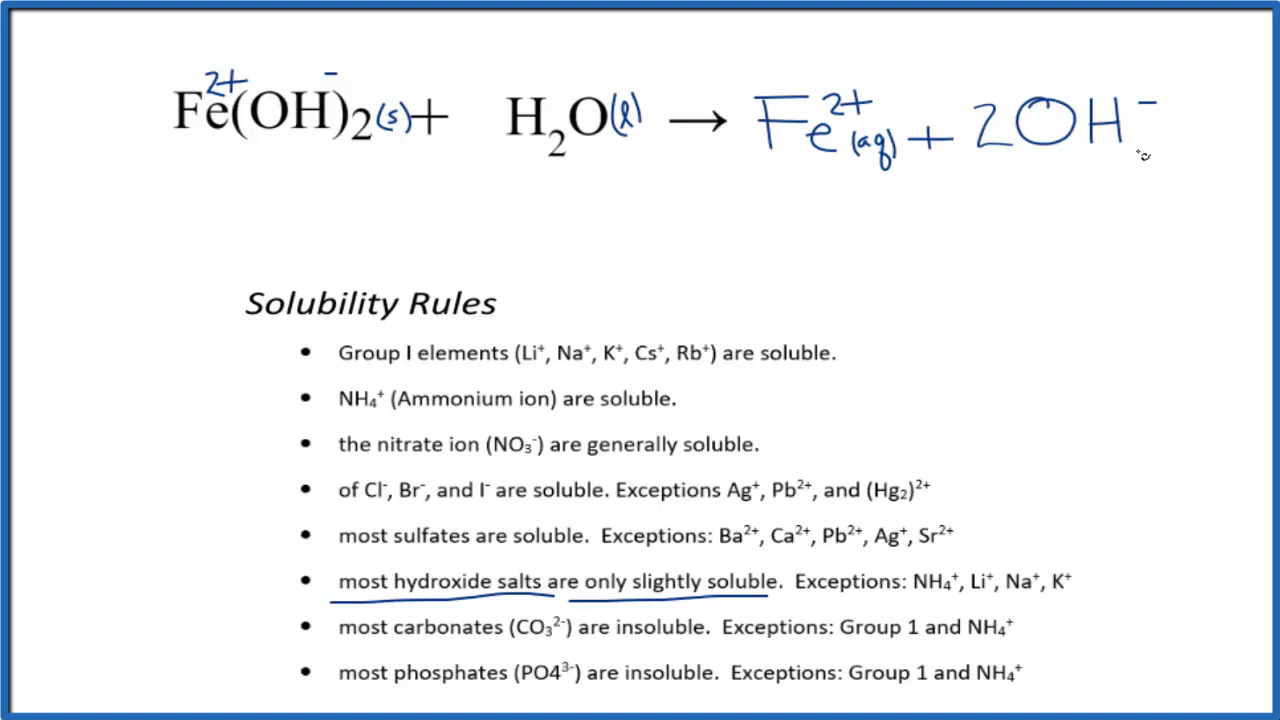 Fe²⁺(OH⁻)₂(s) + H₂O(l) → Fe²⁺(aq) + 2OH⁻
Solubility Rules
• Group I elements (Li⁺, Na⁺, K⁺, Cs⁺, Rb⁺) are soluble.
• NH₄⁺ (Ammonium ion) are soluble.
• the nitrate ion (NO₃⁻) are generally soluble.
• of Cl⁻, Br⁻, and I⁻ are soluble. Exceptions Ag⁺, Pb²⁺, and (Hg₂)²⁺
• most sulfates are soluble. Exceptions: Ba²⁺, Ca²⁺, Pb²⁺, Ag⁺, Sr²⁺
• most hydroxide salts are only slightly soluble. Exceptions: NH₄⁺, Li⁺, Na⁺, K⁺
• most carbonates (CO₃²⁻) are insoluble. Exceptions: Group 1 and NH₄⁺
• most phosphates (PO4³⁻) are insoluble. Exceptions: Group 1 and NH₄⁺